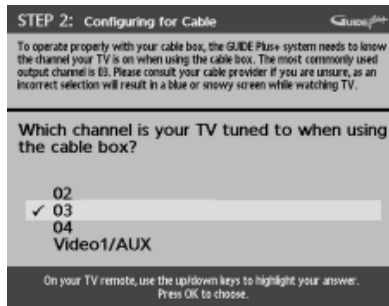 STEP 2: Configuring for Cable
GUIDE Plus+
To operate properly with your cable box, the GUIDE Plus+ system needs to know
the channel your TV is on when using the cable box. The most commonly used
output channel is 03. Please consult your cable provider if you are unsure, as an
incorrect selection will result in a blue or snowy screen while watching TV.
Which channel is your TV tuned to when using
the cable box?
02
✓ 03
04
Video1/AUX
On your TV remote, use the up/down keys to highlight your answer.
Press OK to choose.